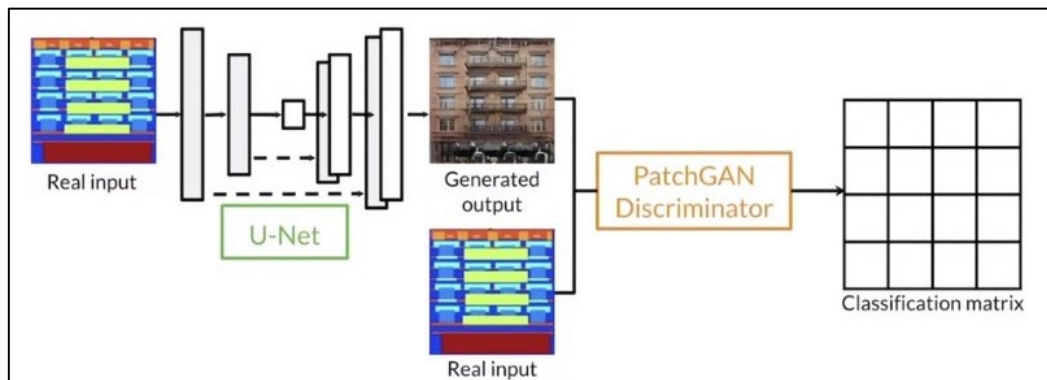 Real input
U-Net
Generated
output
Real input
PatchGAN
Discriminator
Classification matrix